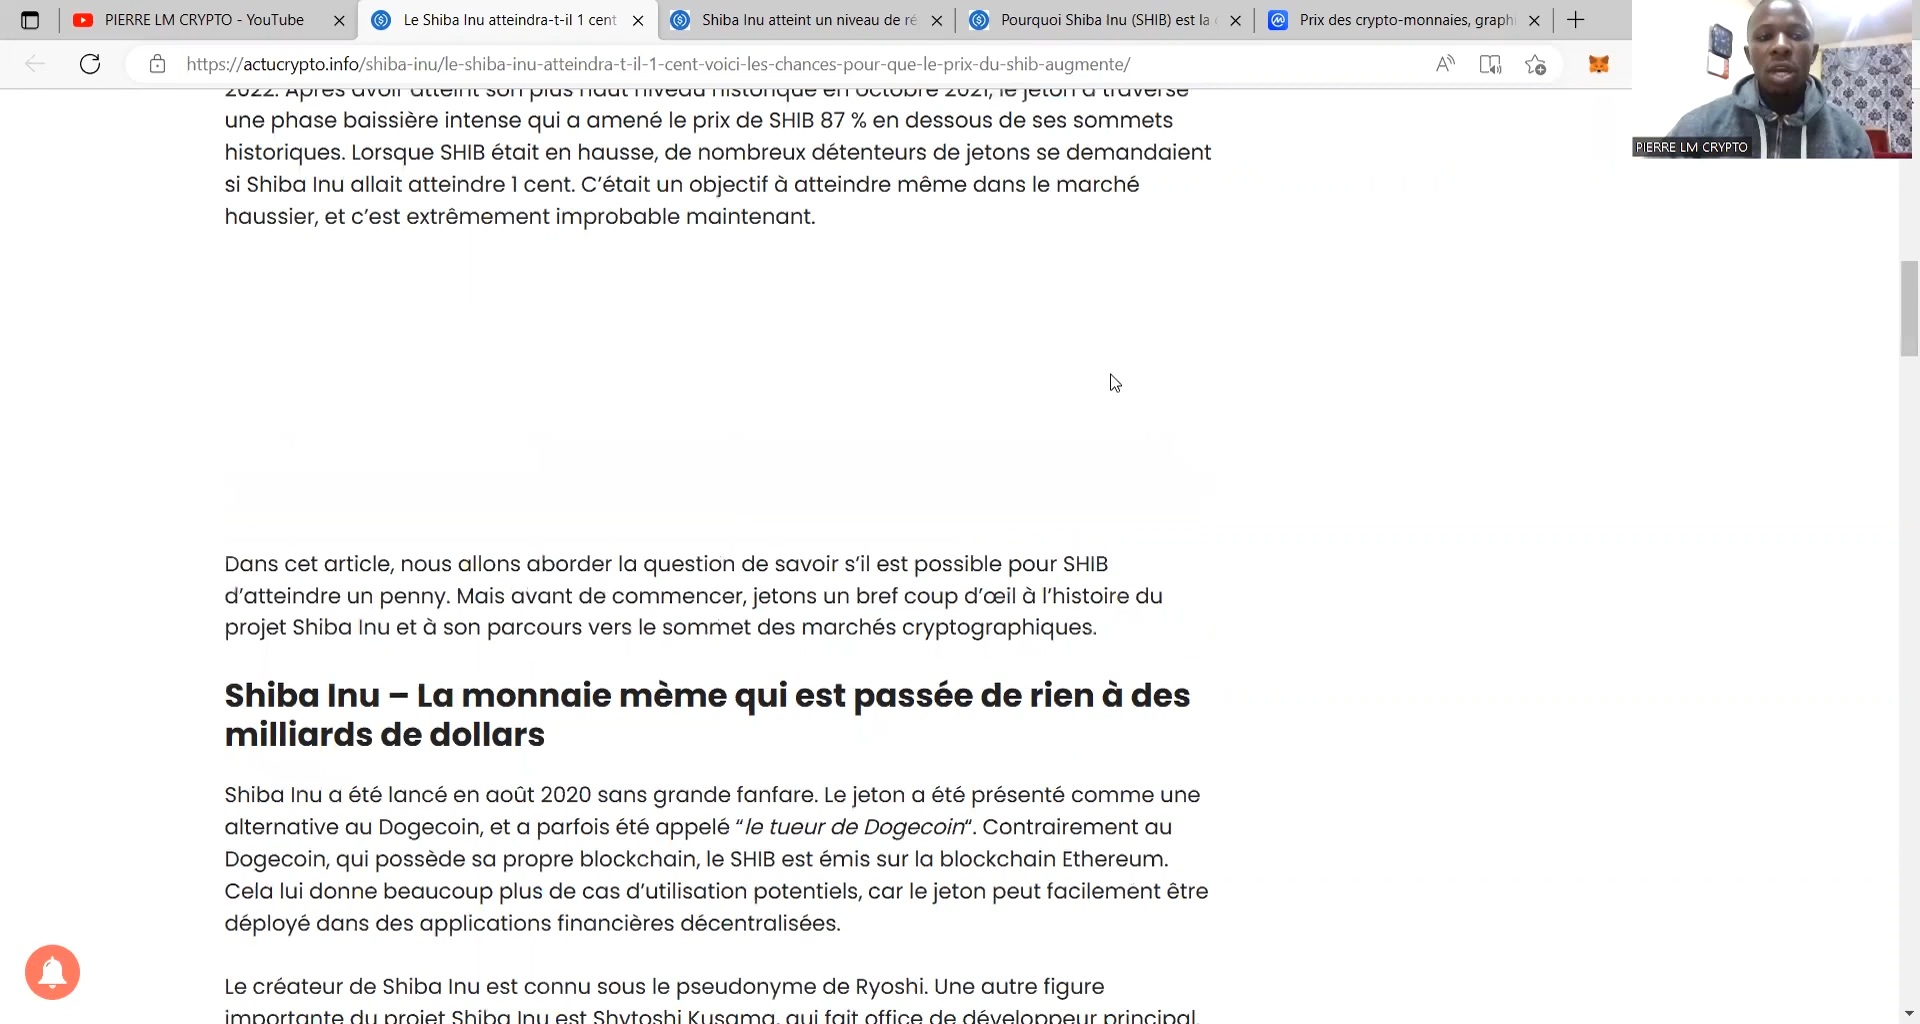 PIERRE LM CRYPTO - YouTube
Le Shiba Inu atteindra-t-il 1 cent
Shiba Inu atteint un niveau de ré
Pourquoi Shiba Inu (SHIB) est la
Prix des crypto-monnaies, graphi
https://actucrypto.info/shiba-inu/le-shiba-inu-atteindra-t-il-1-cent-voici-les-chances-pour-que-le-prix-du-shib-augmente/
PIERRE LM CRYPTO
2022. Après avoir atteint son plus haut niveau historique en octobre 2021, le jeton a traversé
une phase baissière intense qui a amené le prix de SHIB 87 % en dessous de ses sommets
historiques. Lorsque SHIB était en hausse, de nombreux détenteurs de jetons se demandaient
si Shiba Inu allait atteindre 1 cent. C’était un objectif à atteindre même dans le marché
haussier, et c’est extrêmement improbable maintenant.
Dans cet article, nous allons aborder la question de savoir s’il est possible pour SHIB
d’atteindre un penny. Mais avant de commencer, jetons un bref coup d’œil à l’histoire du
projet Shiba Inu et à son parcours vers le sommet des marchés cryptographiques.
Shiba Inu – La monnaie mème qui est passée de rien à des
milliards de dollars
Shiba Inu a été lancé en août 2020 sans grande fanfare. Le jeton a été présenté comme une
alternative au Dogecoin, et a parfois été appelé “le tueur de Dogecoin“. Contrairement au
Dogecoin, qui possède sa propre blockchain, le SHIB est émis sur la blockchain Ethereum.
Cela lui donne beaucoup plus de cas d’utilisation potentiels, car le jeton peut facilement être
déployé dans des applications financières décentralisées.
Le créateur de Shiba Inu est connu sous le pseudonyme de Ryoshi. Une autre figure
importante du projet Shiba Inu est Shytoshi Kusama, qui fait office de développeur principal.